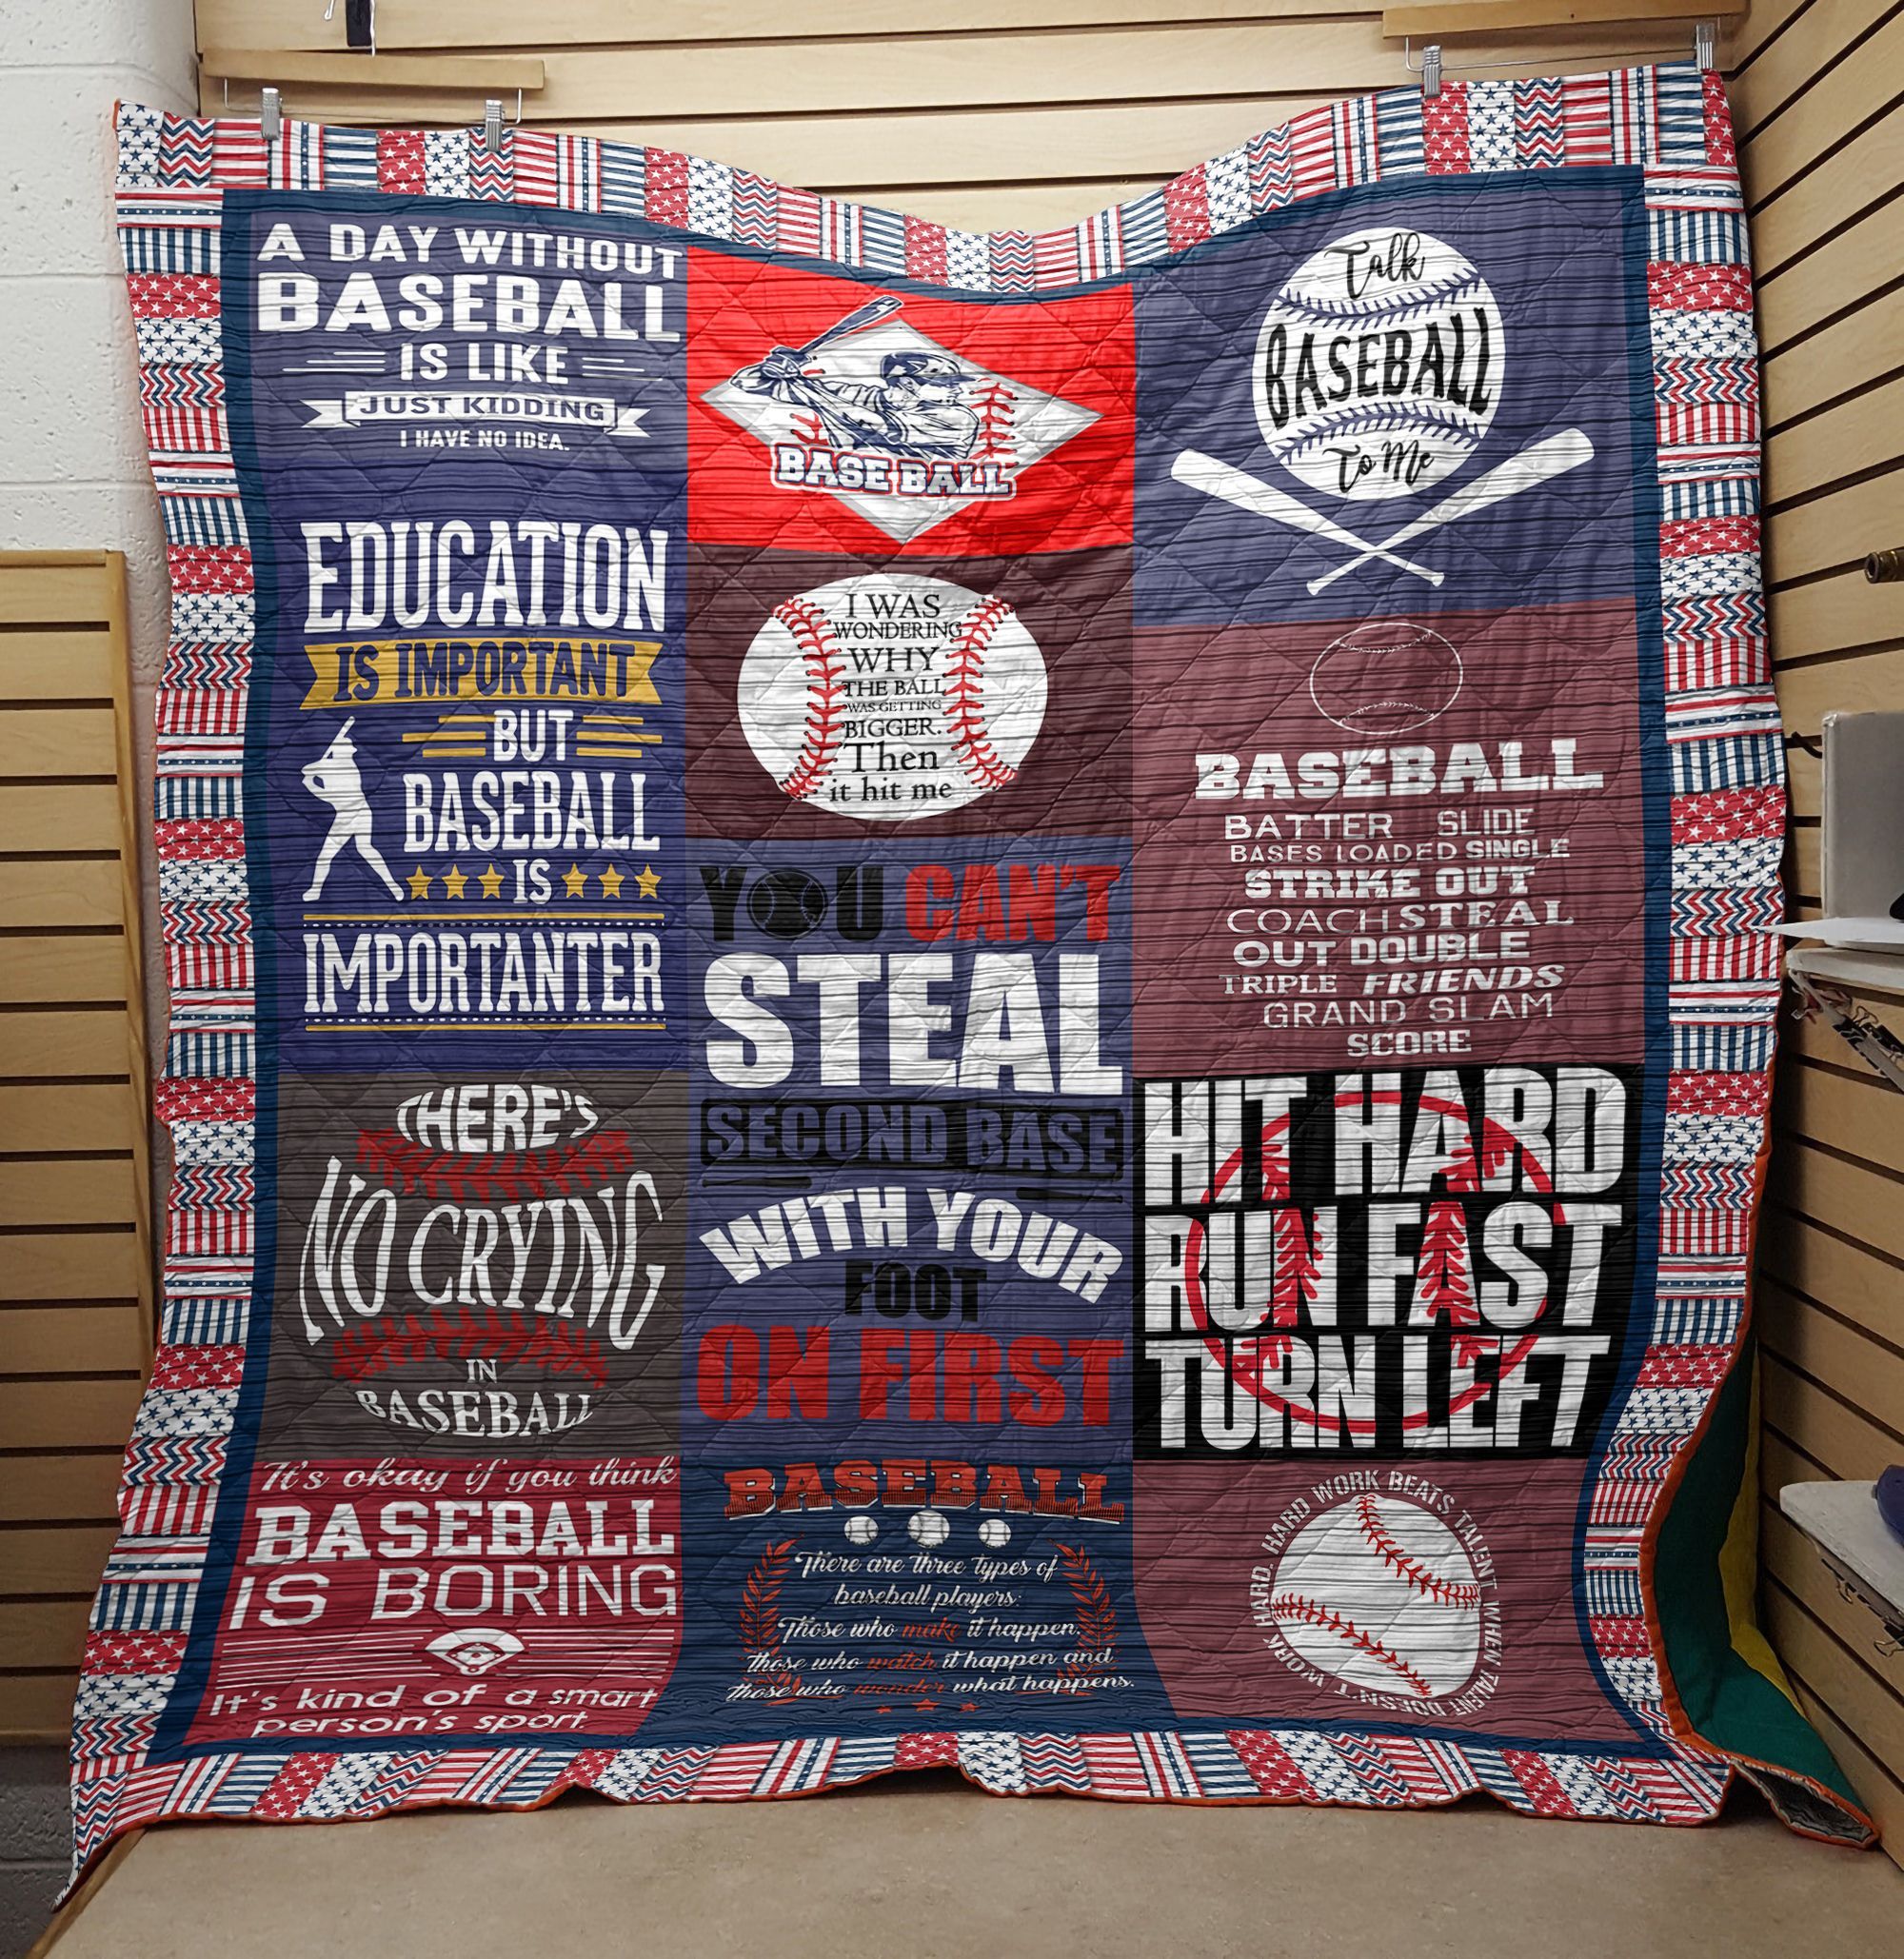 A DAY WITHOUT
BASEBALL
IS LIKE
JUST KIDDING
I HAVE NO IDEA.
EDUCATION
IS IMPORTANT
BUT
BASEBALL
IS
IMPORTANTER
THERE'S
NO CRYING
IN
BASEBALL
It's okay if you think
BASEBALL
IS BORING
It's kind of a smart
person's sport.
BASE BALL
I WAS
WONDERING
WHY
THE BALL
WAS GETTING
BIGGER.
Then
it hit me
YOU CAN'T
STEAL
SECOND BASE
WITH YOUR
FOOT
ON FIRST
BASEBALL
There are three types of
baseball players:
Those who make it happen,
those who watch it happen and
those who wonder what happens.
Talk
BASEBALL
To Me
BASEBALL
BATTER SLIDE
BASES LOADED SINGLE
STRIKE OUT
COACH STEAL
OUT DOUBLE
TRIPLE FRIENDS
GRAND SLAM
SCORE
HIT HARD
RUN FAST
TURN LEFT
HARD WORK BEATS TALENT WHEN TALENT DOESN'T WORK HARD.